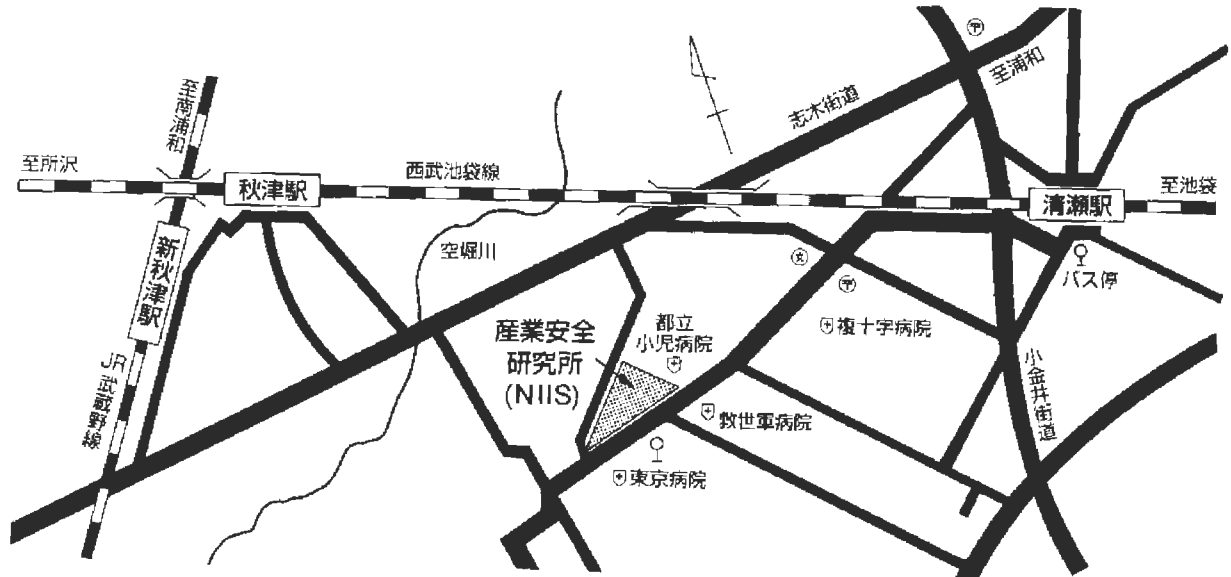 至浦和
志木街道
至南浦和
至所沢
秋津駅
西武池袋線
清瀬駅
至池袋
新秋津駅
空堀川
バス停
産業安全
研究所
(NIIS)
都立
小児病院
複十字病院
小金井街道
JR武蔵野線
救世軍病院
東京病院
文
〒
〒